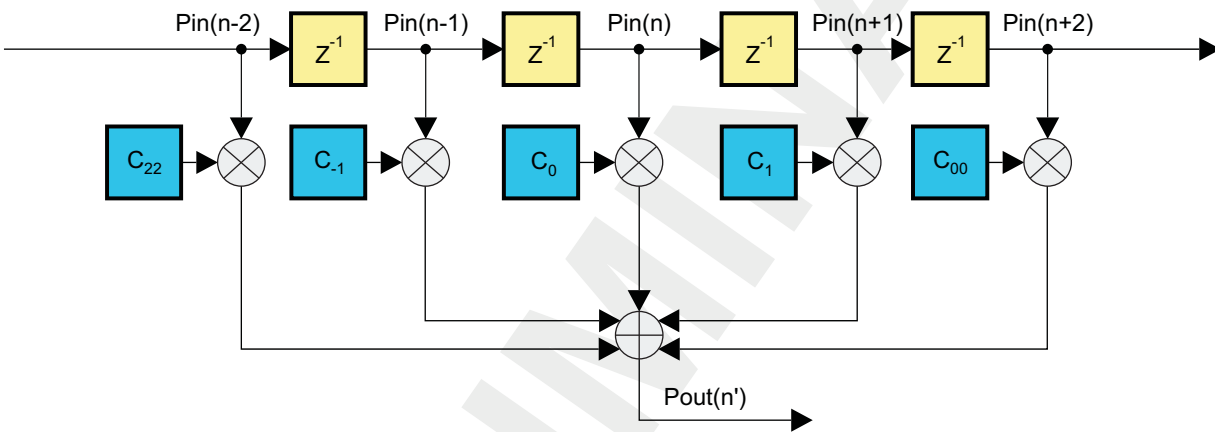 Pin(n-2) Pin(n-1) Pin(n) Pin(n+1) Pin(n+2)
Z⁻¹ Z⁻¹ Z⁻¹ Z⁻¹
C₂₂ C₋₁ C₀ C₁ C₀₀
Pout(n')